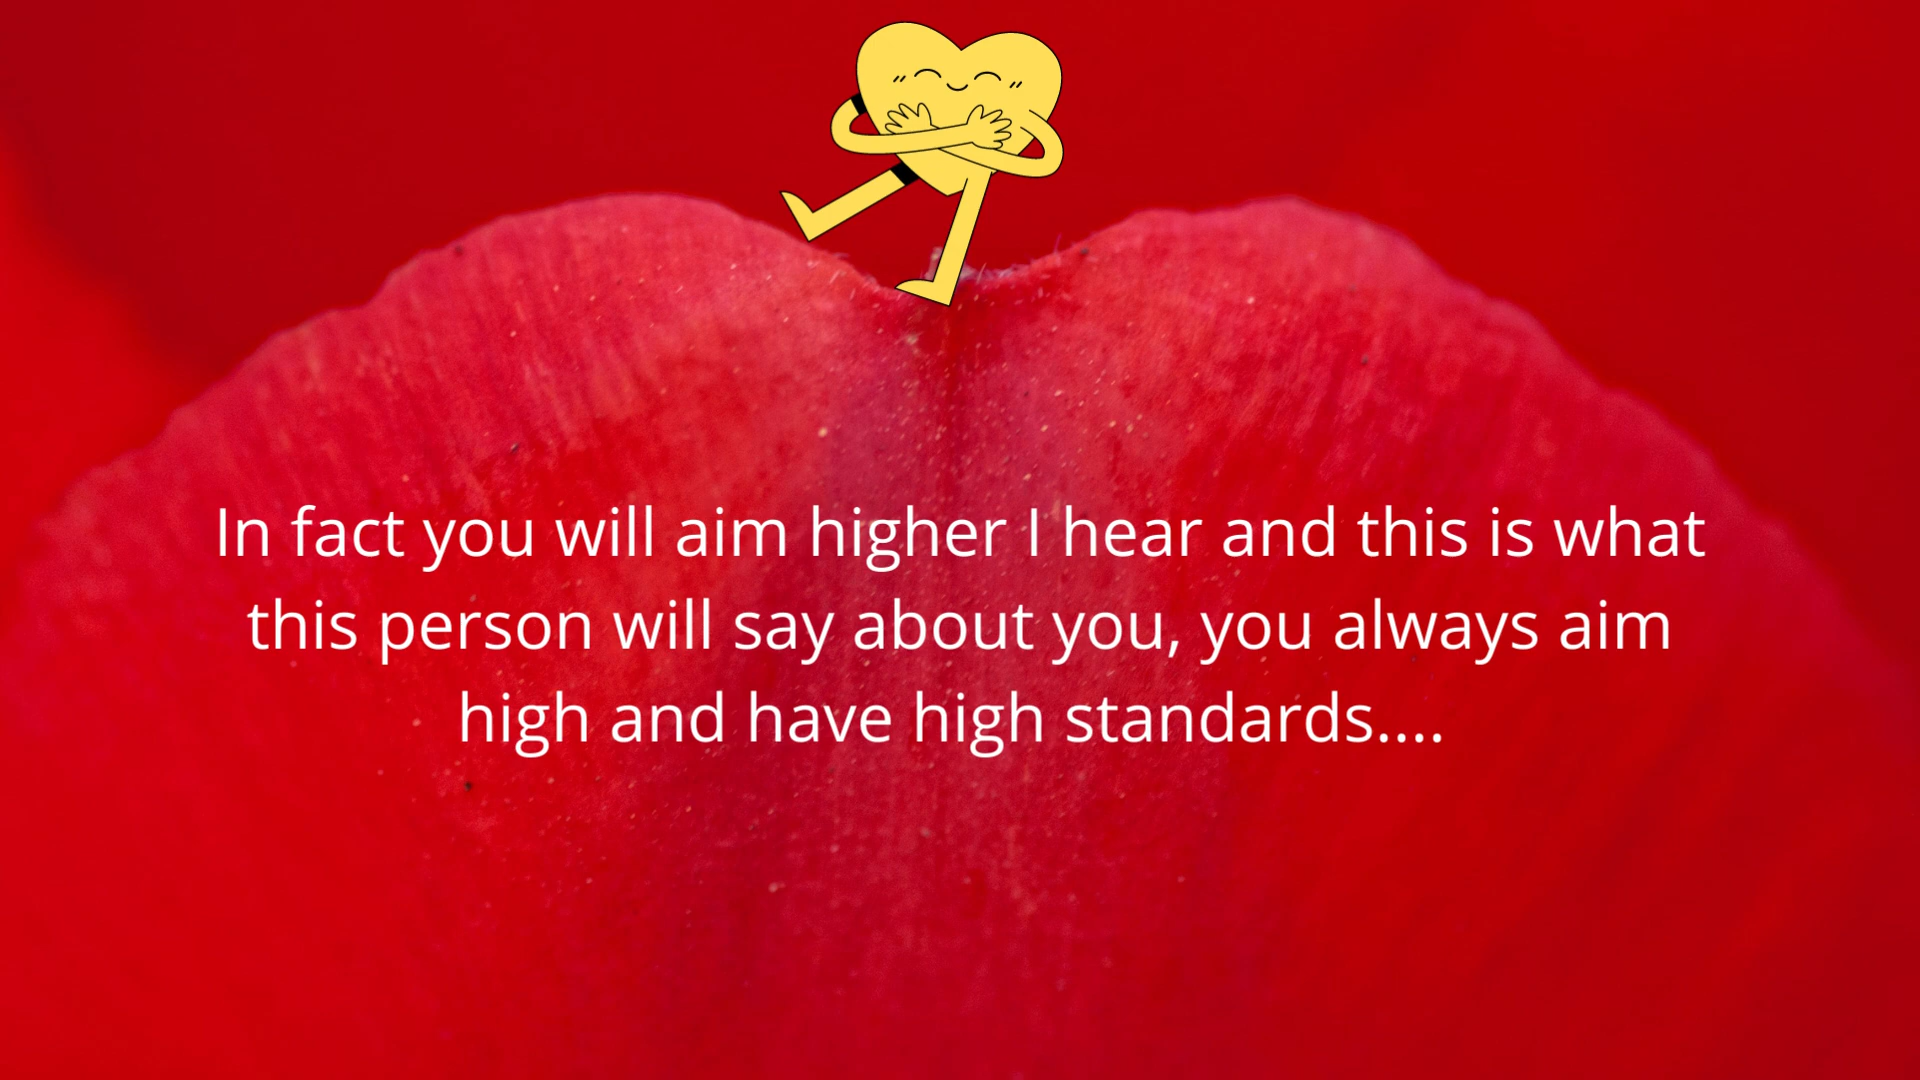 In fact you will aim higher I hear and this is what
this person will say about you, you always aim
high and have high standards....